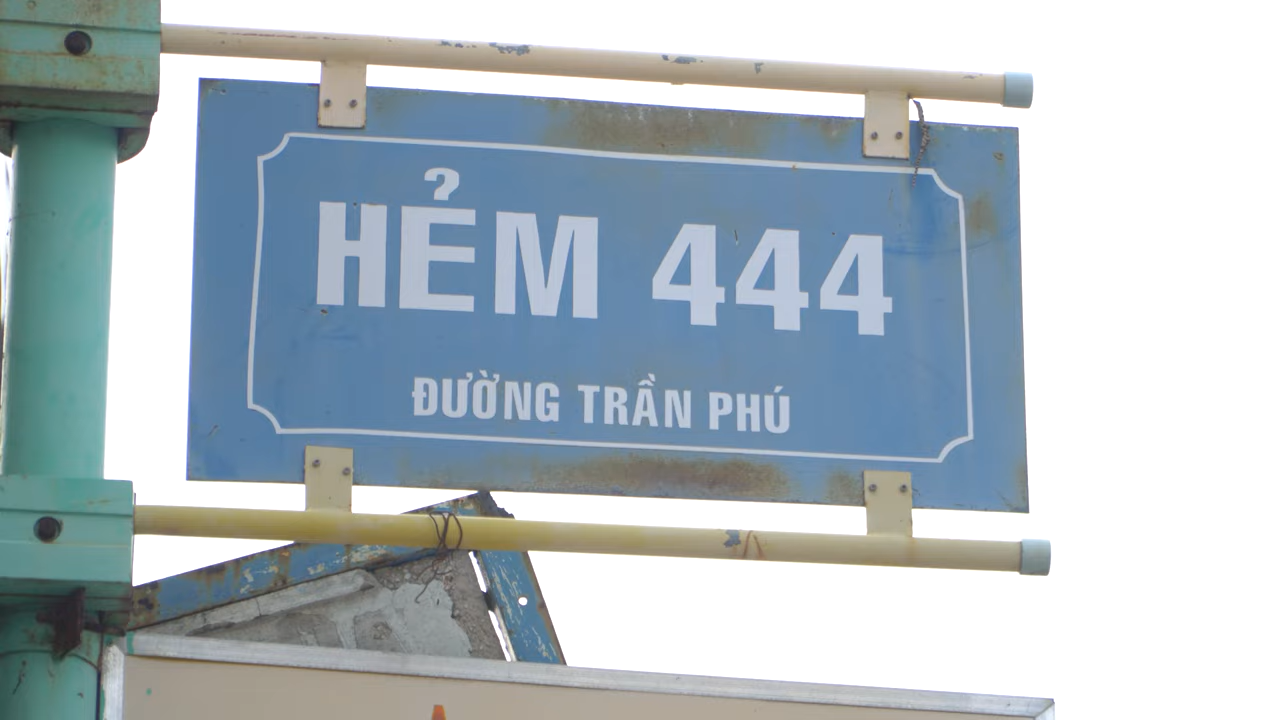 HẺM 444
ĐƯỜNG TRẦN PHÚ